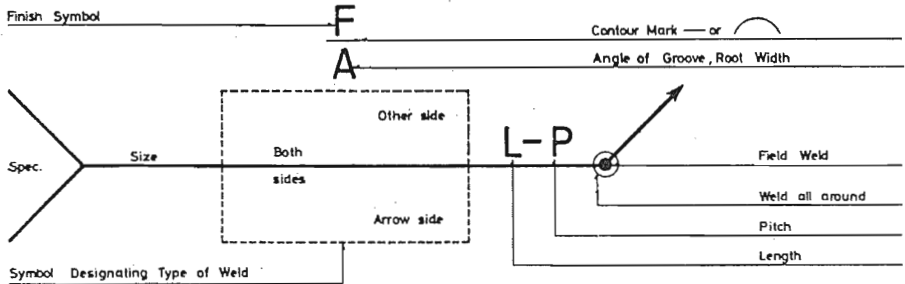 Finish Symbol
F
Contour Mark — or
A
Angle of Groove, Root Width
Other side
Spec.
Size
Both
sides
L-P
Field Weld
Arrow side
Weld all around
Pitch
Length
Symbol Designating Type of Weld